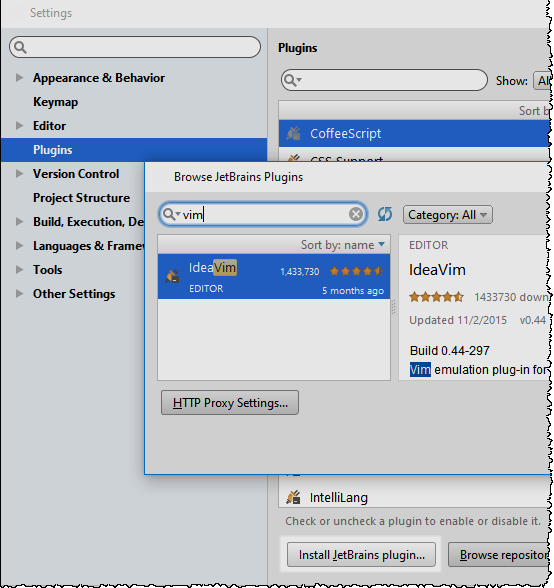 Settings
Plugins
Show: Al
Appearance & Behavior
Keymap
Editor
Plugins
Version Control
Project Structure
Build, Execution, De
Languages & Framew
Tools
Other Settings
Sort b
CoffeeScript
CSS Support
Browse JetBrains Plugins
vim
Category: All
Sort by: name
IdeaVim
1,433,730
EDITOR
5 months ago
EDITOR
IdeaVim
1433730 down
Updated 11/2/2015 v0.44
Build 0.44-297
Vim emulation plug-in for
HTTP Proxy Settings...
IntelliLang
Check or uncheck a plugin to enable or disable it.
Install JetBrains plugin... Browse repositor